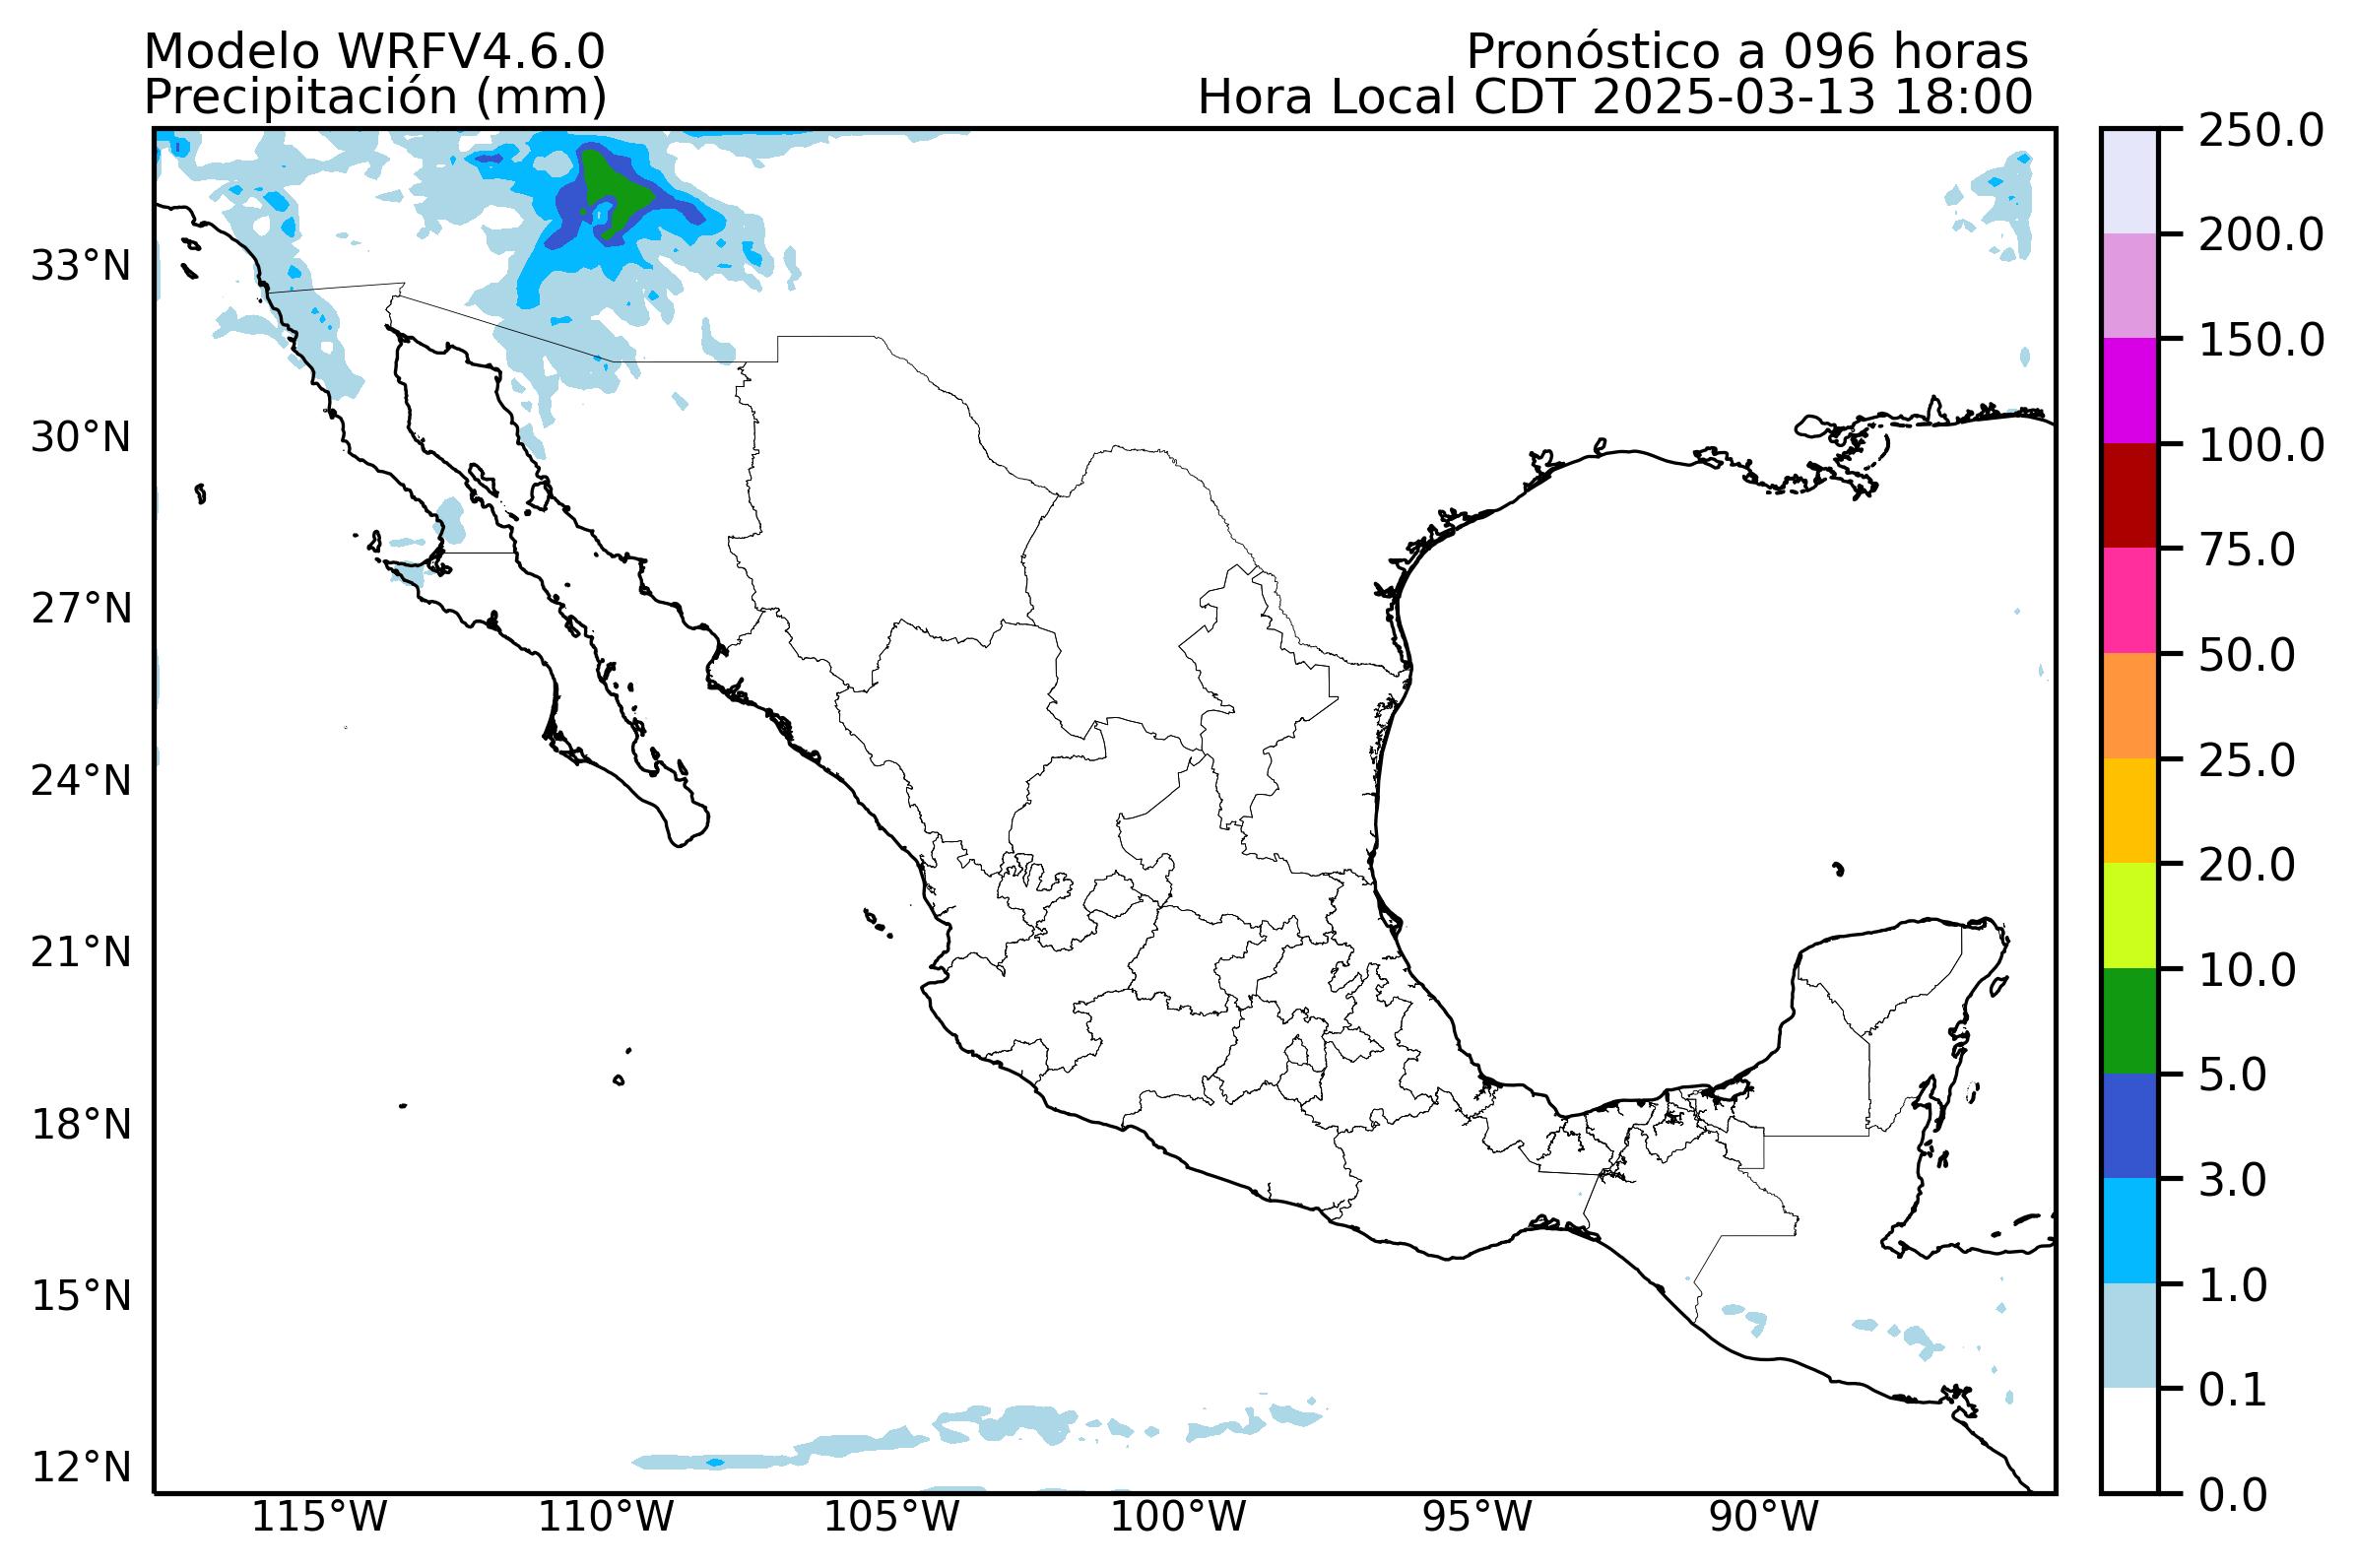 Modelo WRFV4.6.0
Precipitación (mm)
Pronóstico a 096 horas
Hora Local CDT 2025-03-13 18:00
33°N
30°N
27°N
24°N
21°N
18°N
15°N
12°N
115°W
110°W
105°W
100°W
95°W
90°W
250.0
200.0
150.0
100.0
75.0
50.0
25.0
20.0
10.0
5.0
3.0
1.0
0.1
0.0